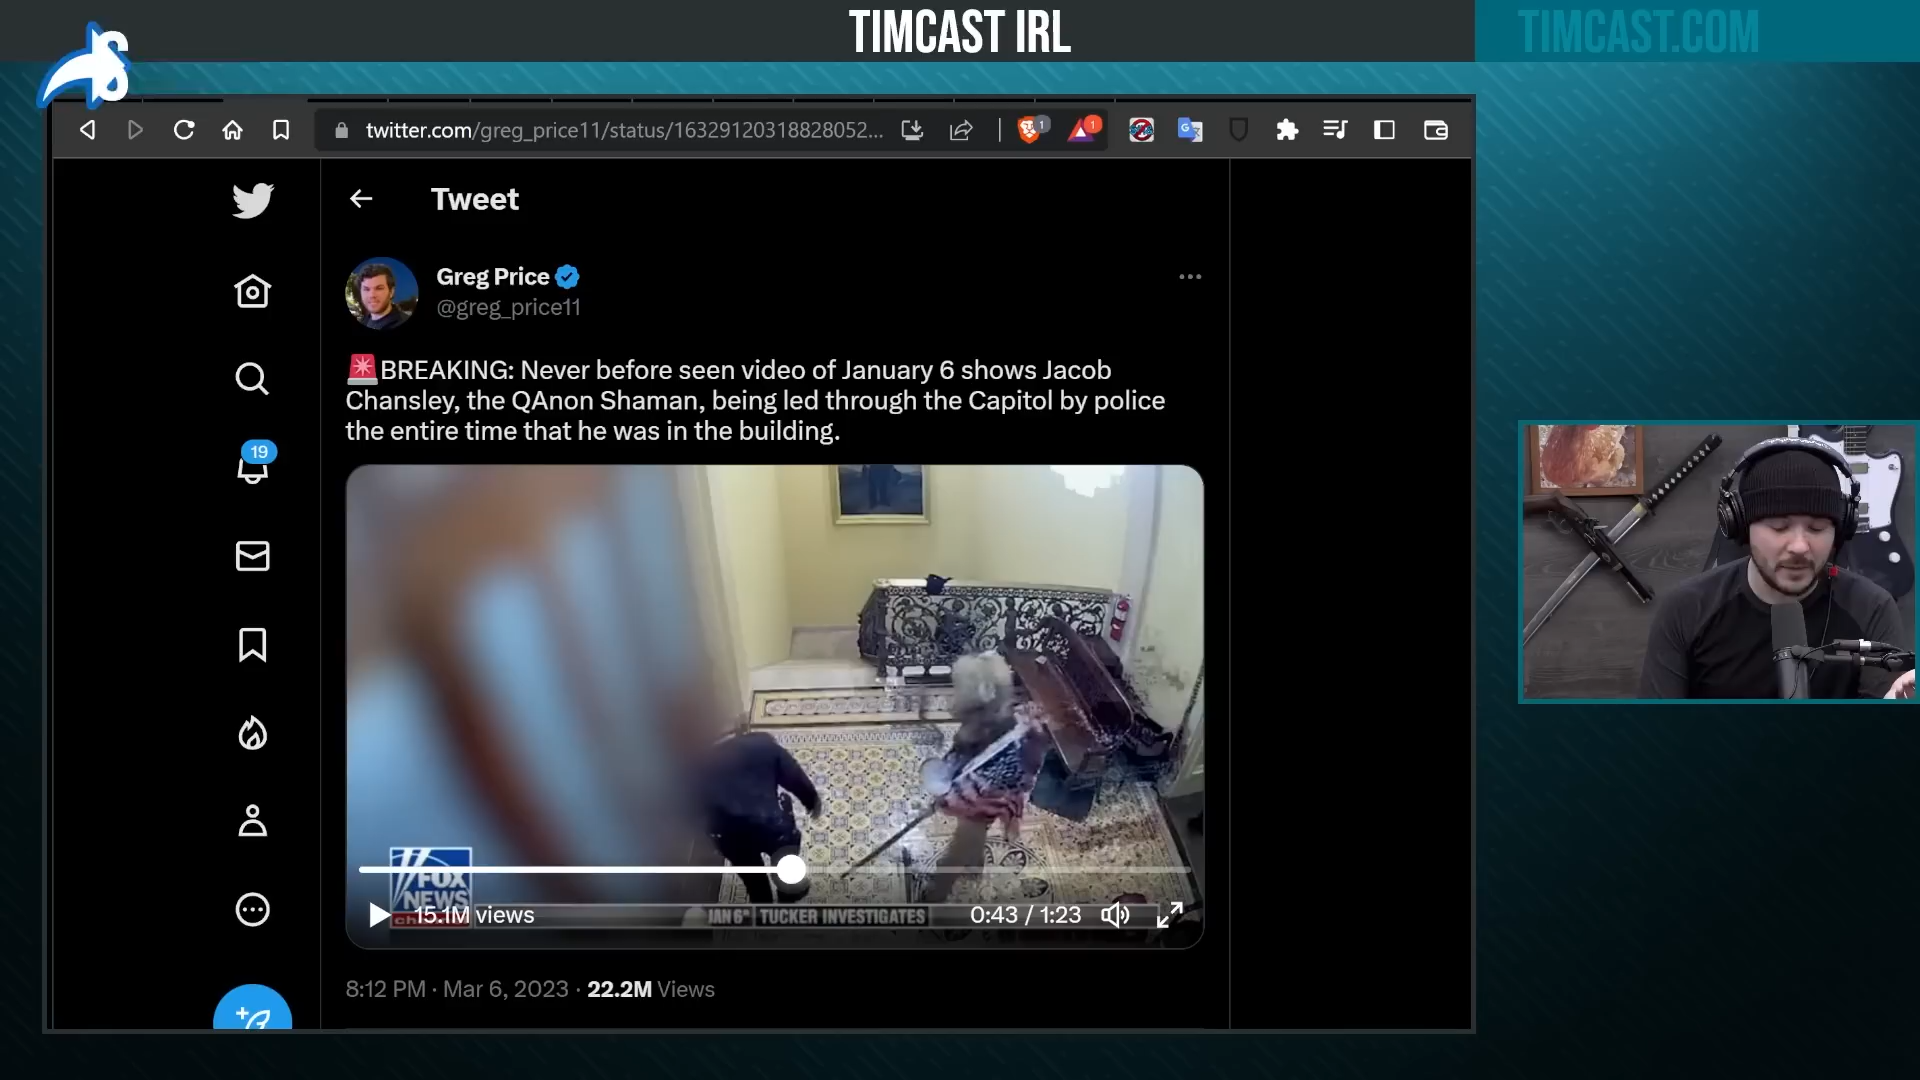 TIMCAST IRL
TIMCAST.COM
S
twitter.com/greg_price11/status/16329120318828052...
1
1
Tweet
Greg Price
@greg_price11
BREAKING: Never before seen video of January 6 shows Jacob
Chansley, the QAnon Shaman, being led through the Capitol by police
the entire time that he was in the building.
19
FOX
NEWS
ch
15.1M views
JAN 6
TUCKER INVESTIGATES
0:43 / 1:23
8:12 PM · Mar 6, 2023 · 22.2M Views